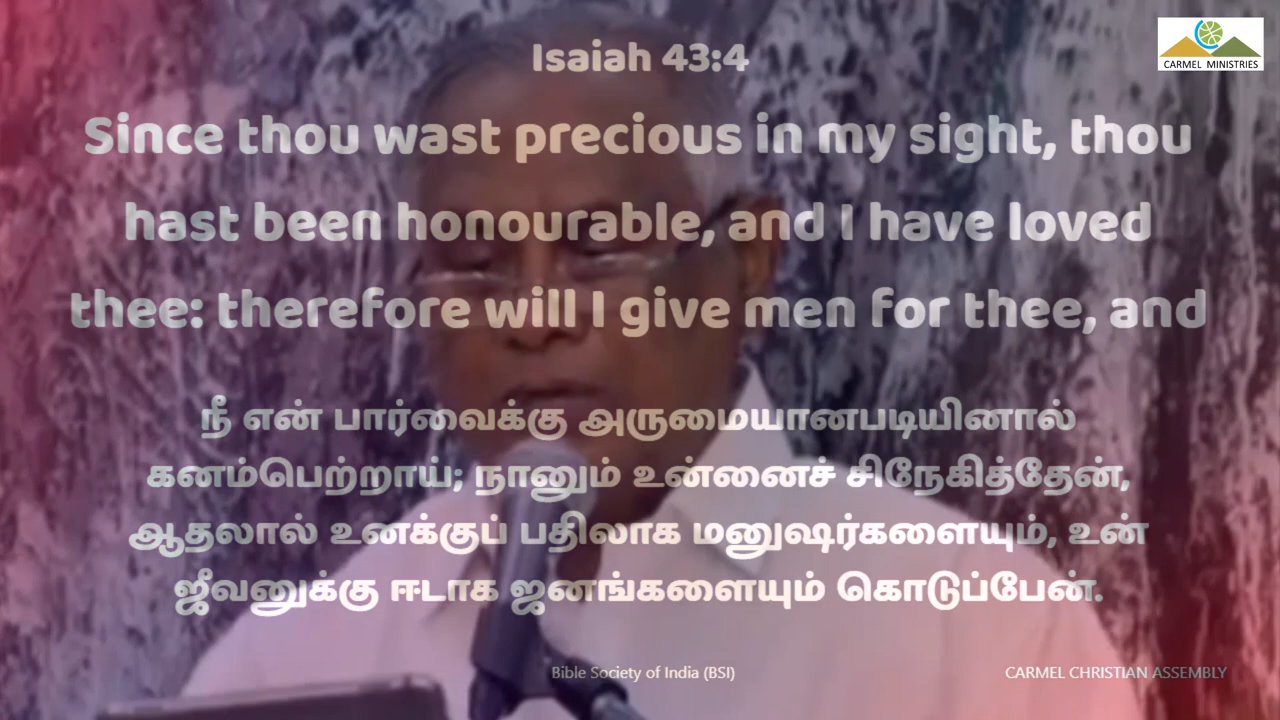 Isaiah 43:4
CARMEL MINISTRIES
Since thou wast precious in my sight, thou
hast been honourable, and I have loved
thee: therefore will I give men for thee, and
நீ என் பார்வைக்கு அருமையானபடியினால்
கனம்பெற்றாய்; நானும் உன்னைச் சிநேகித்தேன்,
ஆதலால் உனக்குப் பதிலாக மனுஷர்களையும், உன்
ஜீவனுக்கு ஈடாக ஜனங்களையும் கொடுப்பேன்.
Bible Society of India (BSI)
CARMEL CHRISTIAN ASSEMBLY